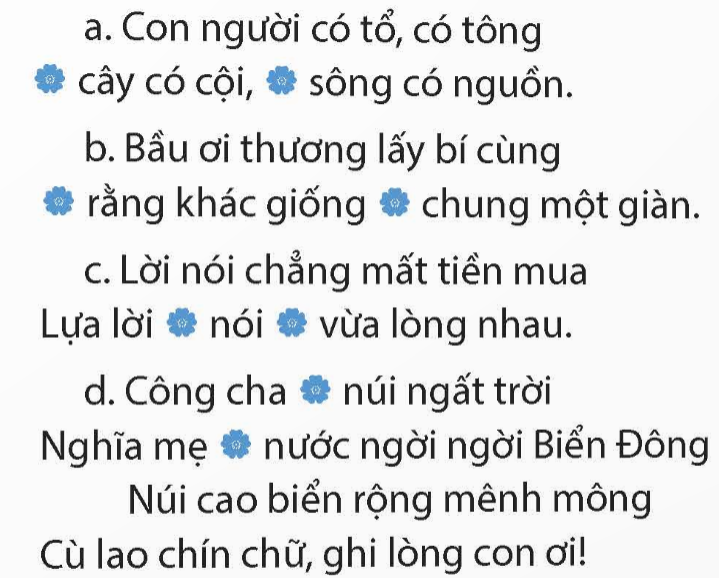 a. Con người có tổ, có tông
cây có cội, sông có nguồn.
b. Bầu ơi thương lấy bí cùng
rằng khác giống chung một giàn.
c. Lời nói chẳng mất tiền mua
Lựa lời nói vừa lòng nhau.
d. Công cha núi ngất trời
Nghĩa mẹ nước ngời ngời Biển Đông
Núi cao biển rộng mênh mông
Cù lao chín chữ, ghi lòng con ơi!